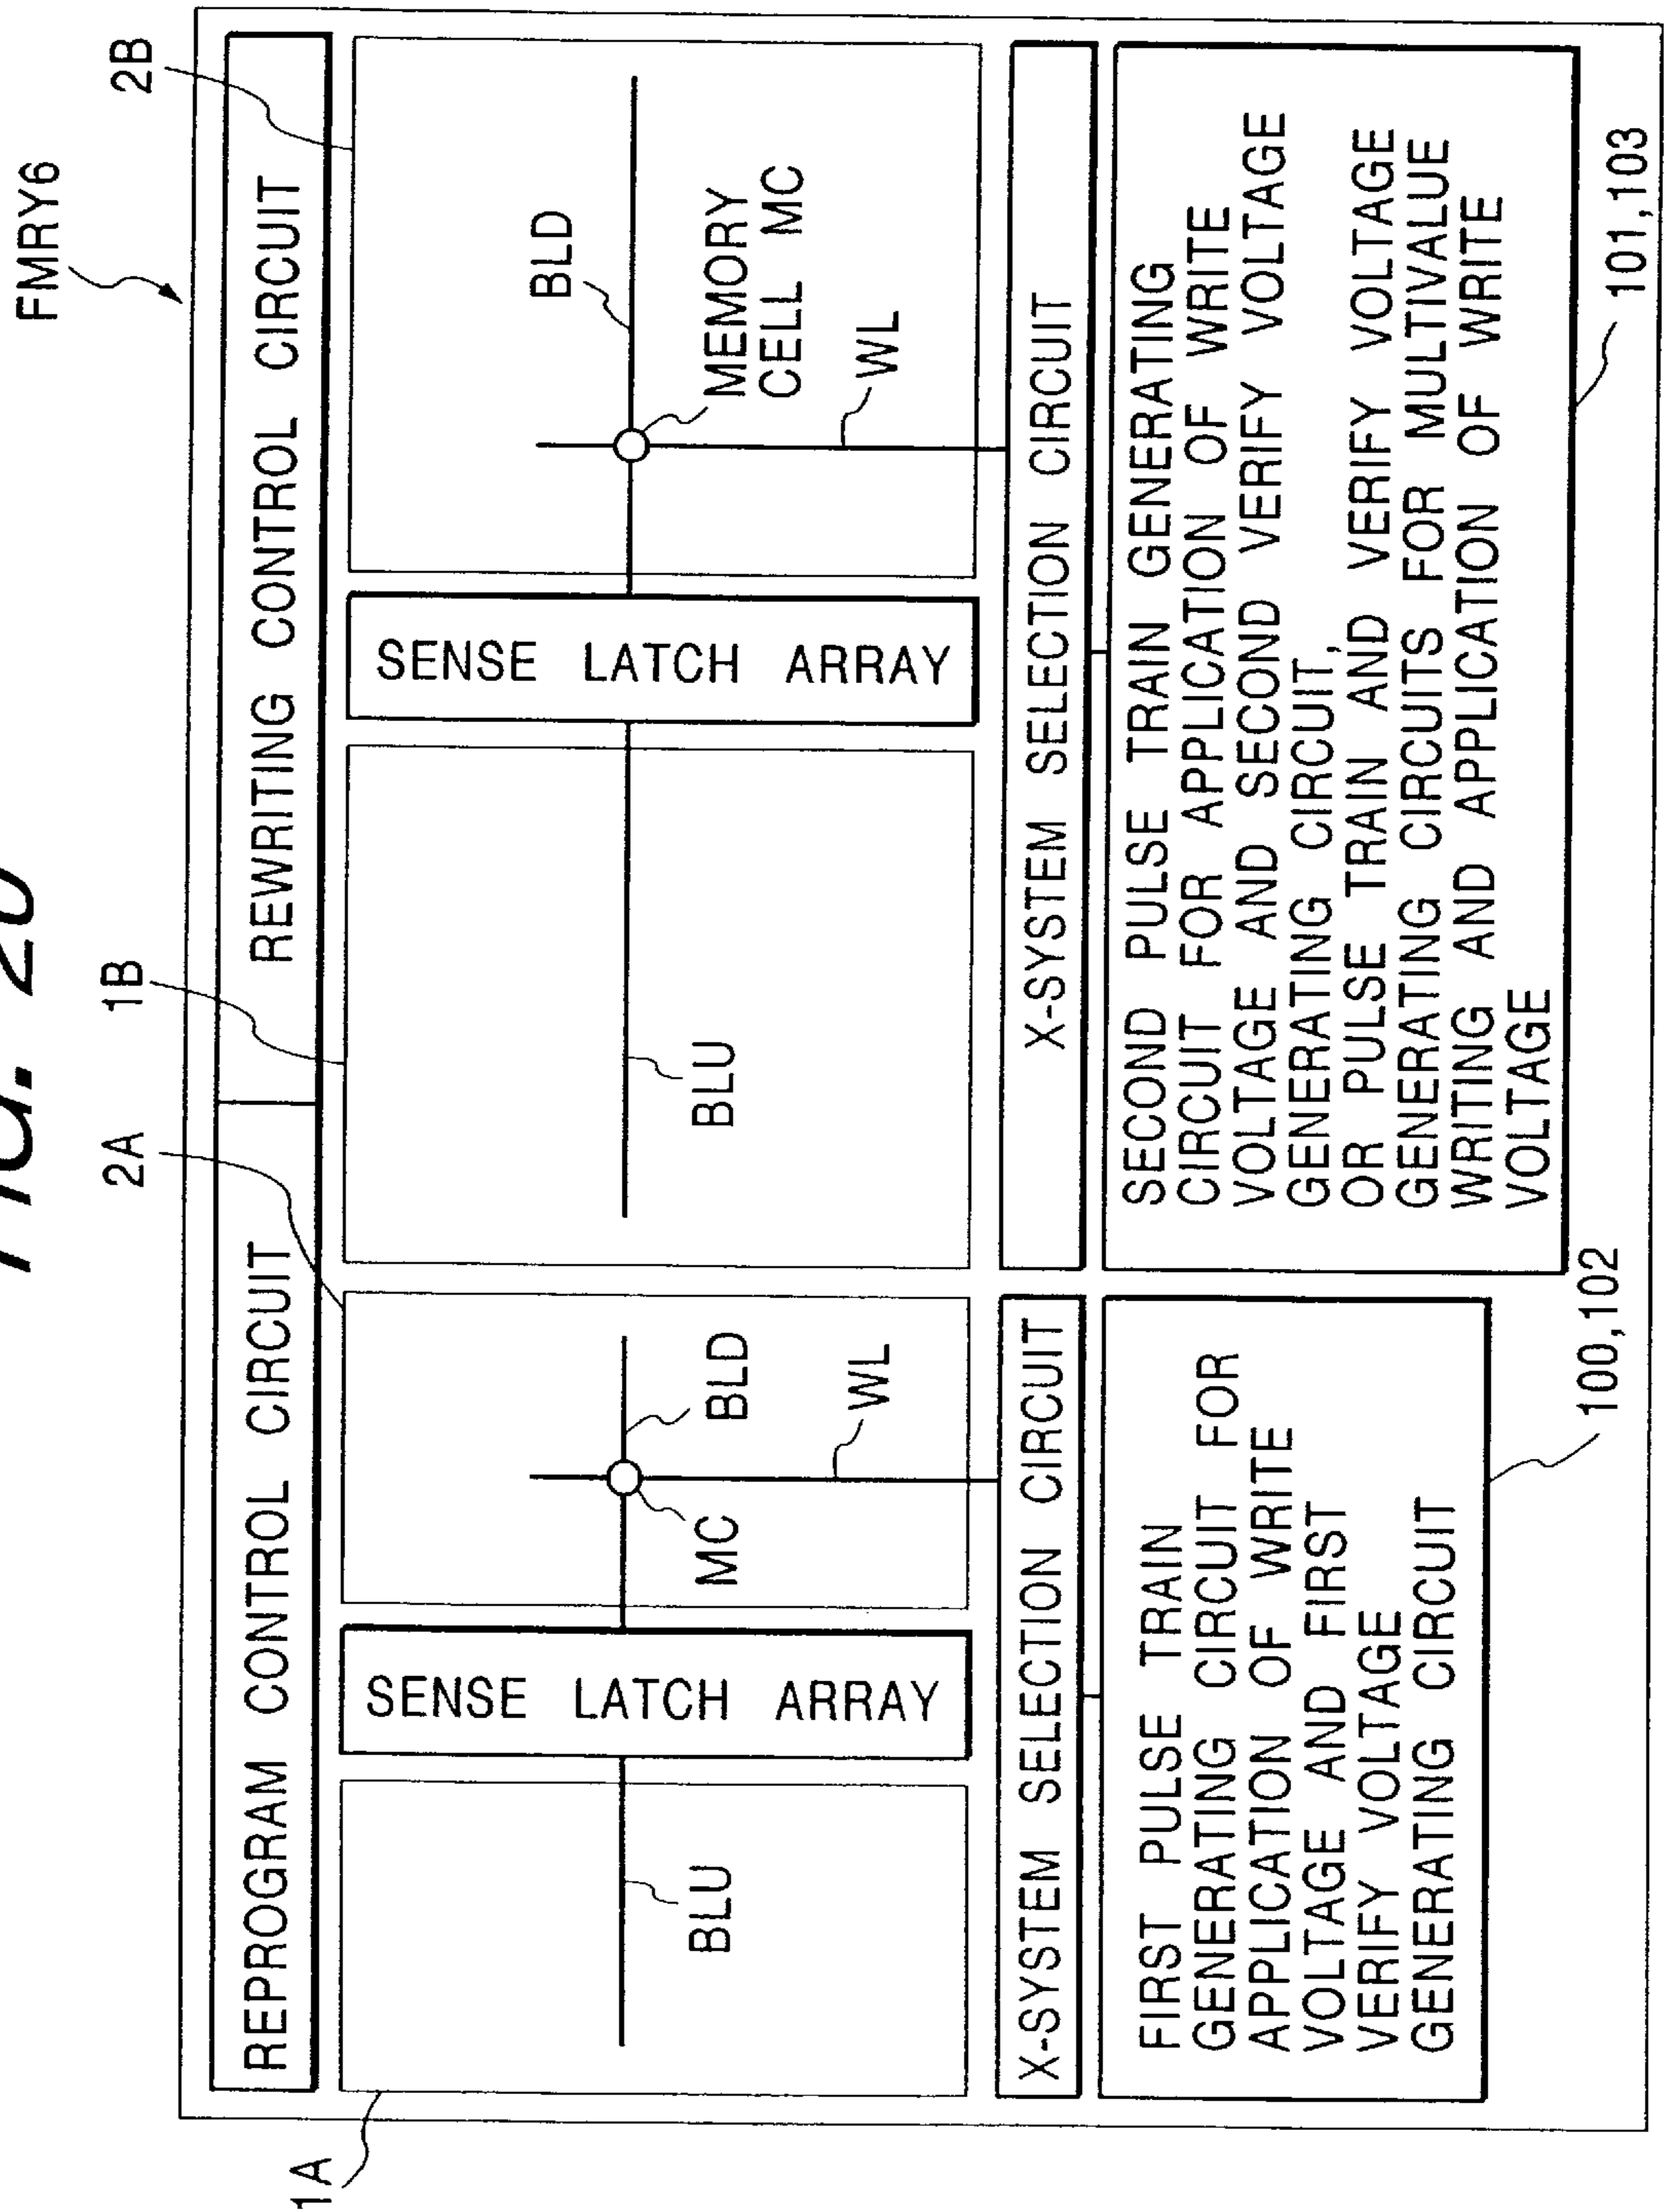 FIG. 20
FMRY6
1A
2A
1B
2B
REPROGRAM CONTROL CIRCUIT
REWRITING CONTROL CIRCUIT
BLU
SENSE LATCH ARRAY
MC
BLD
WL
BLU
SENSE LATCH ARRAY
BLD
MEMORY
CELL MC
WL
X-SYSTEM SELECTION CIRCUIT
X-SYSTEM SELECTION CIRCUIT
FIRST PULSE TRAIN
GENERATING CIRCUIT FOR
APPLICATION OF WRITE
VOLTAGE AND FIRST
VERIFY VOLTAGE
GENERATING CIRCUIT
100,102
SECOND PULSE TRAIN GENERATING
CIRCUIT FOR APPLICATION OF WRITE
VOLTAGE AND SECOND VERIFY VOLTAGE
GENERATING CIRCUIT,
OR PULSE TRAIN AND VERIFY VOLTAGE
GENERATING CIRCUITS FOR MULTIVALUE
WRITING AND APPLICATION OF WRITE
VOLTAGE
101,103